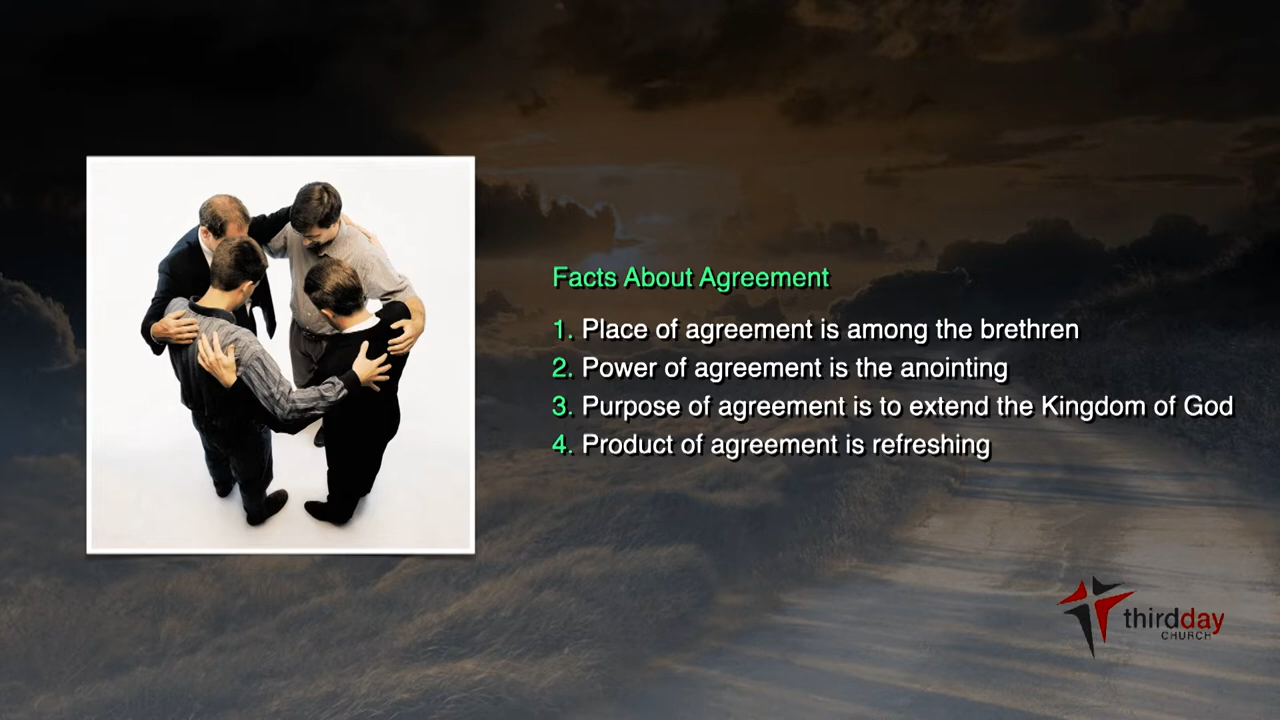 Facts About Agreement
1. Place of agreement is among the brethren
2. Power of agreement is the anointing
3. Purpose of agreement is to extend the Kingdom of God
4. Product of agreement is refreshing
thirdday
CHURCH